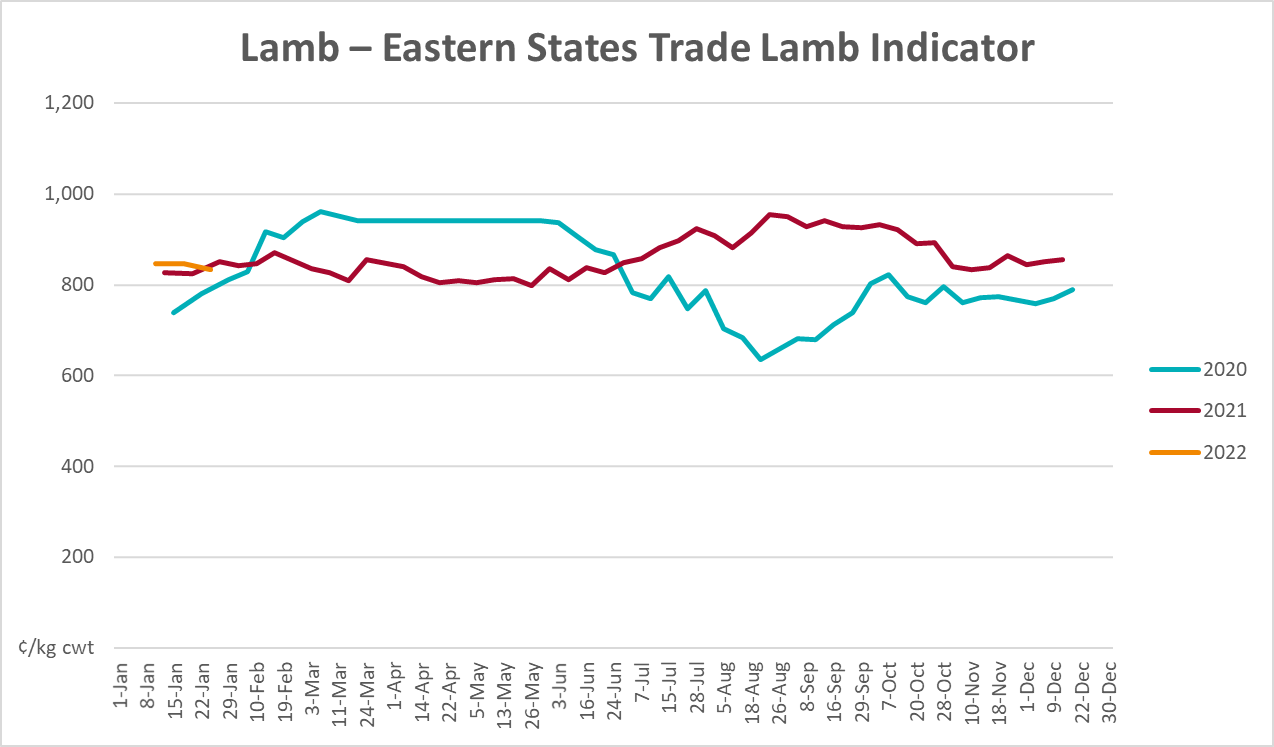 Lamb – Eastern States Trade Lamb Indicator
1,200
1,000
800
600
400
200
¢/kg cwt
1-Jan
8-Jan
15-Jan
22-Jan
29-Jan
10-Feb
19-Feb
3-Mar
11-Mar
24-Mar
1-Apr
14-Apr
22-Apr
5-May
13-May
26-May
3-Jun
16-Jun
24-Jun
7-Jul
15-Jul
28-Jul
5-Aug
18-Aug
26-Aug
8-Sep
16-Sep
29-Sep
7-Oct
20-Oct
28-Oct
10-Nov
18-Nov
1-Dec
9-Dec
22-Dec
30-Dec
2020
2021
2022